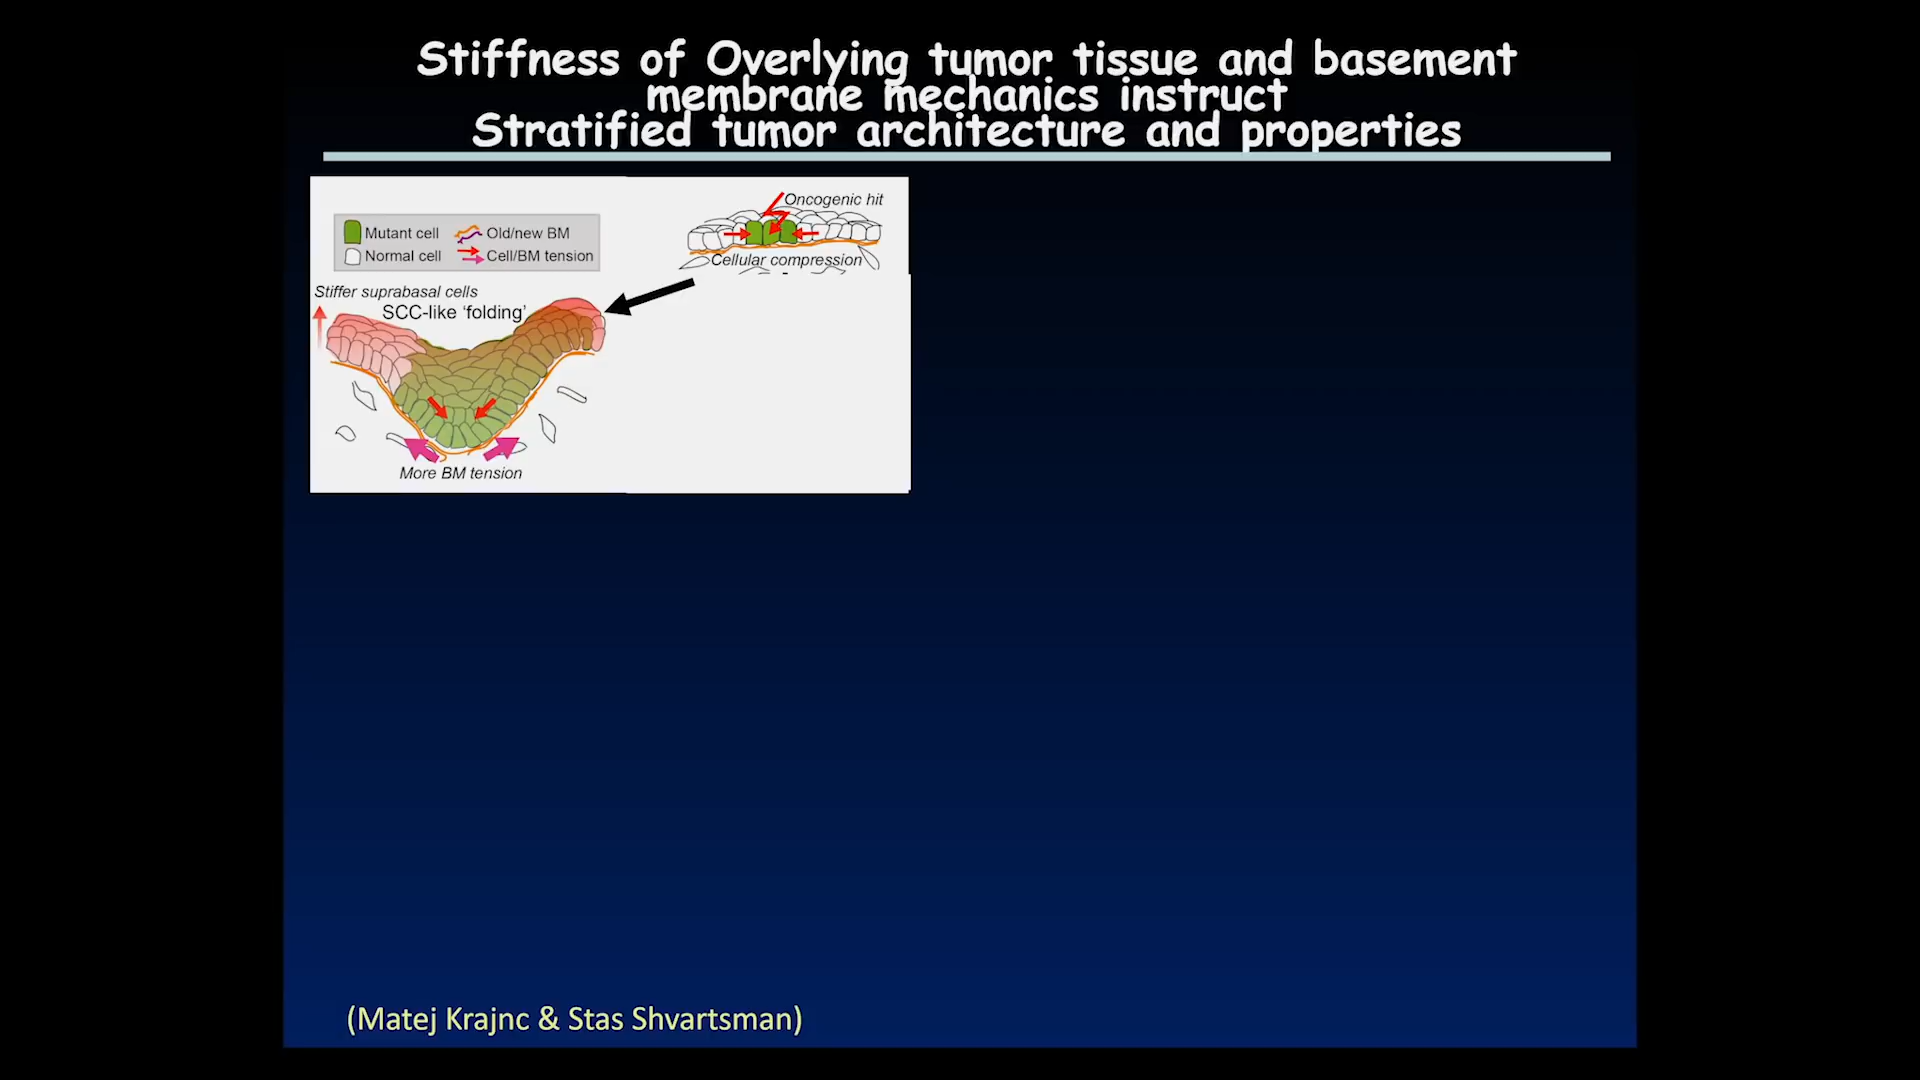 Stiffness of Overlying tumor tissue and basement
membrane mechanics instruct
Stratified tumor architecture and properties
Oncogenic hit
Mutant cell
Old/new BM
Normal cell
Cell/BM tension
Cellular compression
Stiffer suprabasal cells
SCC-like ‘folding’
More BM tension
(Matej Krajnc & Stas Shvartsman)